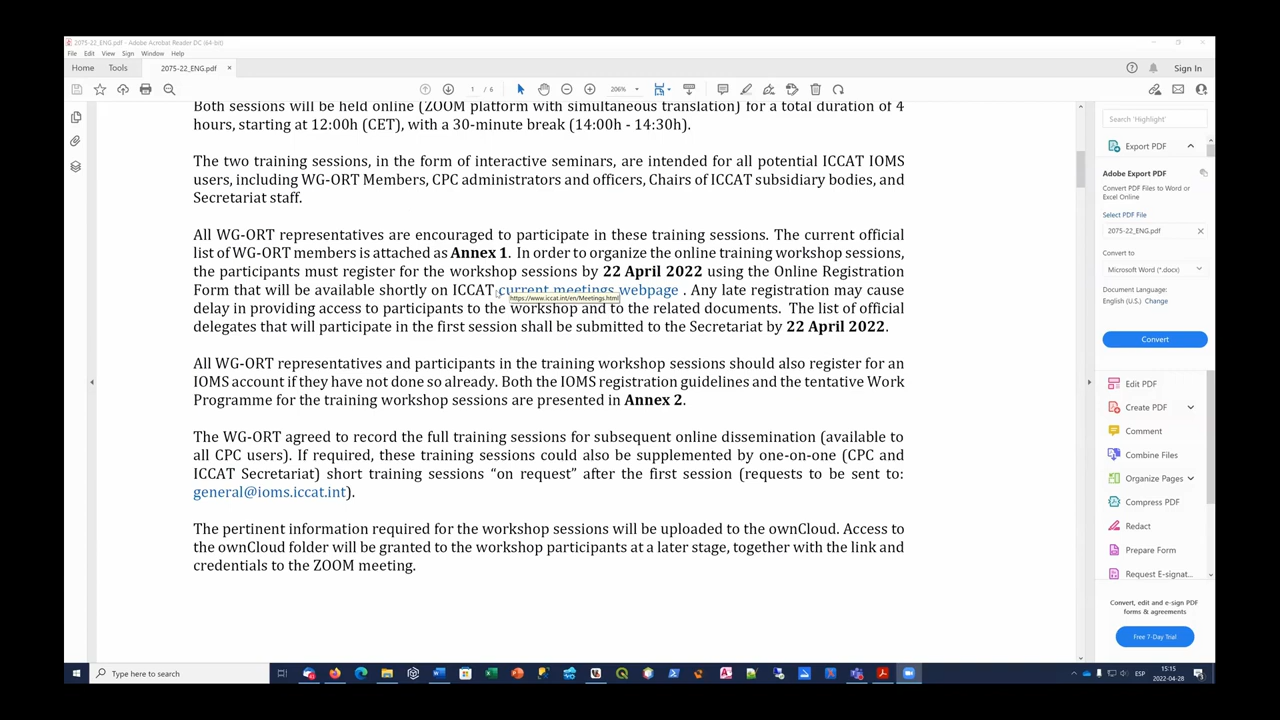 2075-22_ENG.pdf - Adobe Acrobat Reader DC (64-bit)
File Edit View Sign Window Help
Home Tools 2075-22_ENG.pdf × Sign In
1 / 6 206%
Both sessions will be held online (ZOOM platform with simultaneous translation) for a total duration of 4
hours, starting at 12:00h (CET), with a 30-minute break (14:00h - 14:30h).
The two training sessions, in the form of interactive seminars, are intended for all potential ICCAT IOMS
users, including WG-ORT Members, CPC administrators and officers, Chairs of ICCAT subsidiary bodies, and
Secretariat staff.
All WG-ORT representatives are encouraged to participate in these training sessions. The current official
list of WG-ORT members is attached as Annex 1. In order to organize the online training workshop sessions,
the participants must register for the workshop sessions by 22 April 2022 using the Online Registration
Form that will be available shortly on ICCAT current meetings webpage . Any late registration may cause
https://www.iccat.int/en/Meetings.html
delay in providing access to participants to the workshop and to the related documents. The list of official
delegates that will participate in the first session shall be submitted to the Secretariat by 22 April 2022.
All WG-ORT representatives and participants in the training workshop sessions should also register for an
IOMS account if they have not done so already. Both the IOMS registration guidelines and the tentative Work
Programme for the training workshop sessions are presented in Annex 2.
The WG-ORT agreed to record the full training sessions for subsequent online dissemination (available to
all CPC users). If required, these training sessions could also be supplemented by one-on-one (CPC and
ICCAT Secretariat) short training sessions “on request” after the first session (requests to be sent to:
general@ioms.iccat.int).
The pertinent information required for the workshop sessions will be uploaded to the ownCloud. Access to
the ownCloud folder will be granted to the workshop participants at a later stage, together with the link and
credentials to the ZOOM meeting.
Search 'Highlight'
Export PDF
Adobe Export PDF
Convert PDF Files to Word or
Excel Online
Select PDF File
2075-22_ENG.pdf ×
Convert to
Microsoft Word (*.docx)
Document Language:
English (U.S.) Change
Convert
Edit PDF
Create PDF
Comment
Combine Files
Organize Pages
Compress PDF
Redact
Prepare Form
Request E-signat...
Convert, edit and e-sign PDF
forms & agreements
Free 7-Day Trial
Type here to search
ESP
15:15
2022-04-28